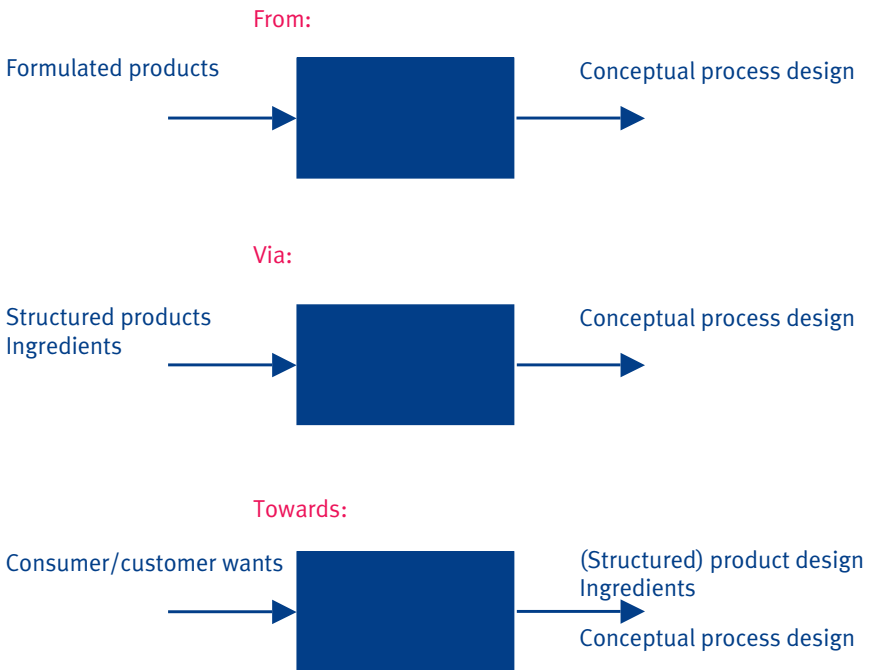 From:
Formulated products
Conceptual process design
Via:
Structured products
Ingredients
Conceptual process design
Towards:
Consumer/customer wants
(Structured) product design
Ingredients
Conceptual process design